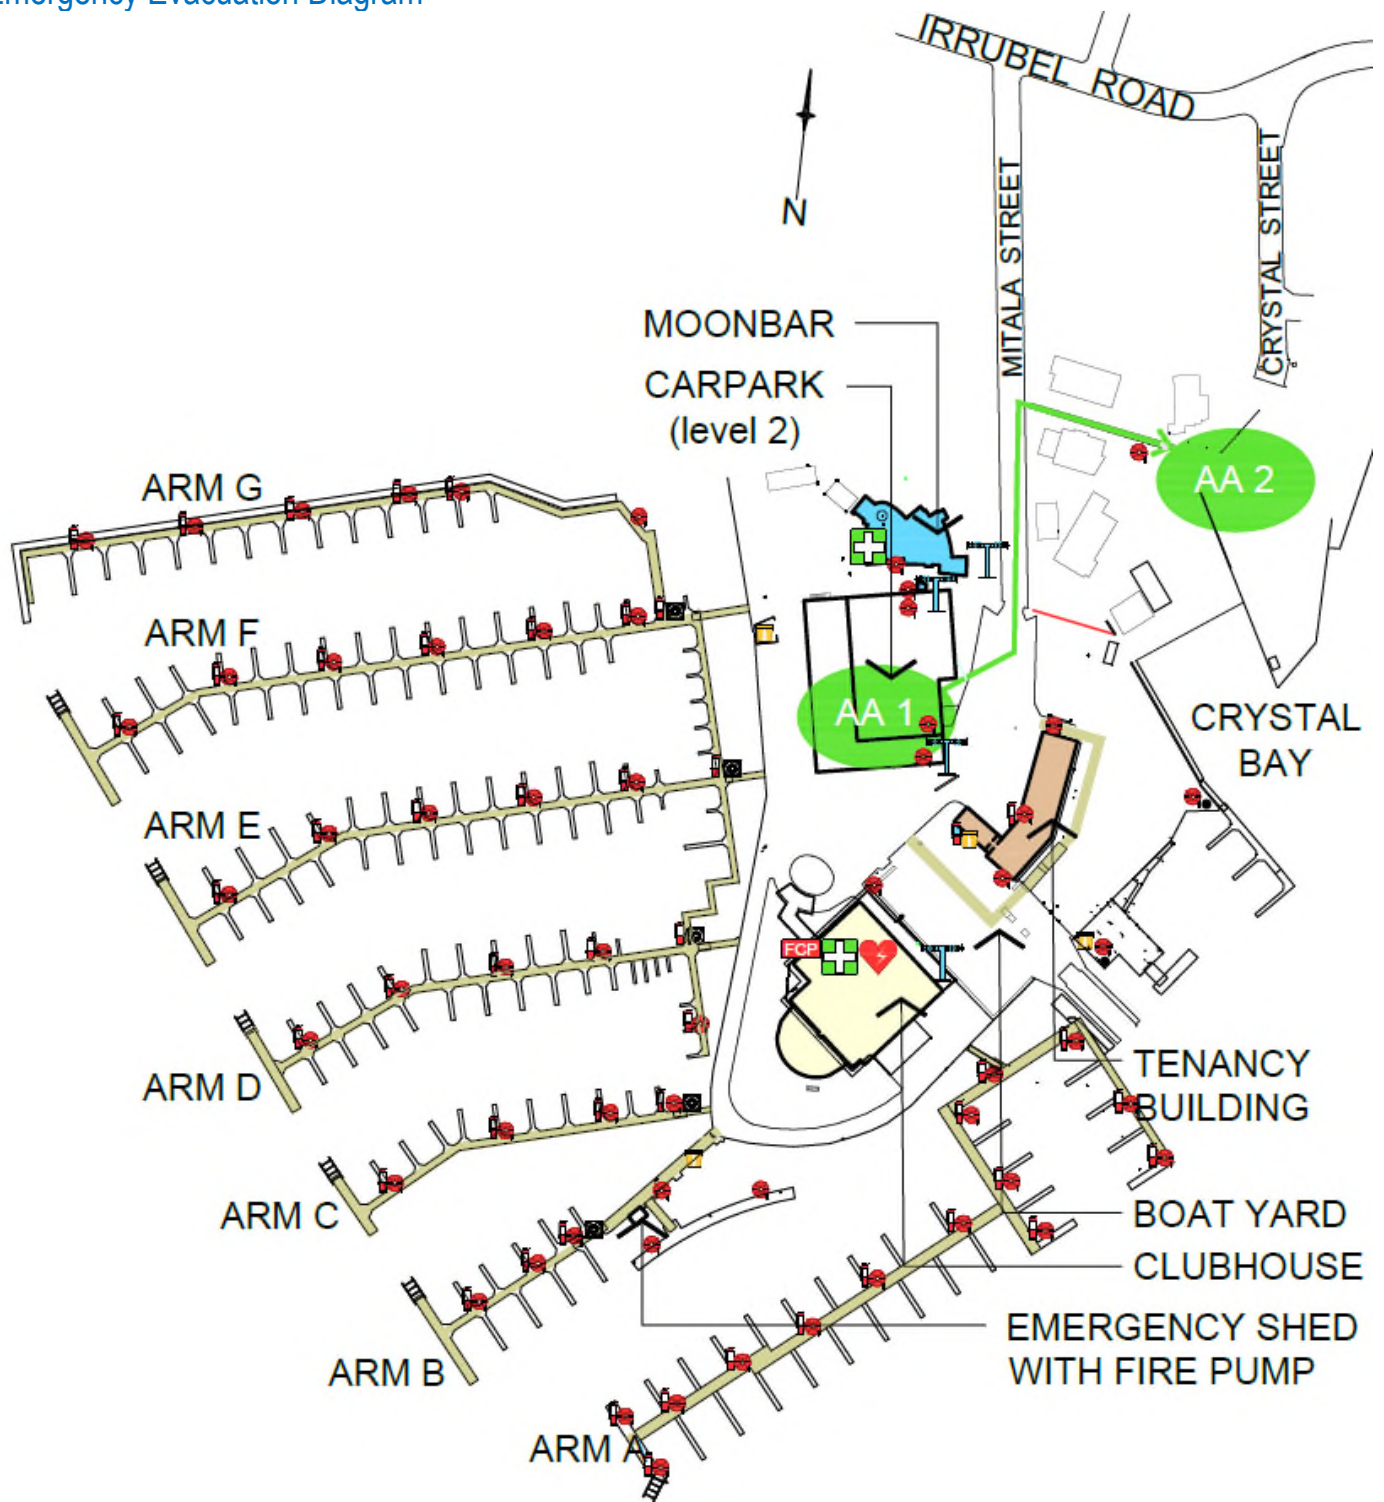 Emergency Evacuation Diagram
IRRUBEL ROAD
N
MITALA STREET
CRYSTAL STREET
MOONBAR
CARPARK
(level 2)
AA 2
ARM G
ARM F
AA 1
CRYSTAL
BAY
ARM E
FCP
ARM D
TENANCY
BUILDING
ARM C
BOAT YARD
CLUBHOUSE
EMERGENCY SHED
WITH FIRE PUMP
ARM B
ARM A